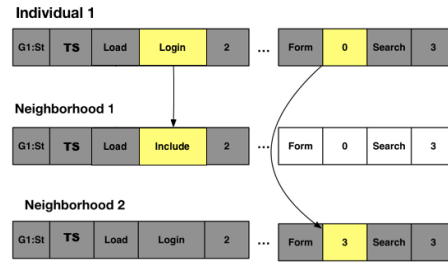 Individual 1
G1:St TS Load Login 2 ... Form 0 Search 3
Neighborhood 1
G1:St TS Load Include 2 ... Form 0 Search 3
Neighborhood 2
G1:St TS Load Login 2 ... Form 3 Search 3